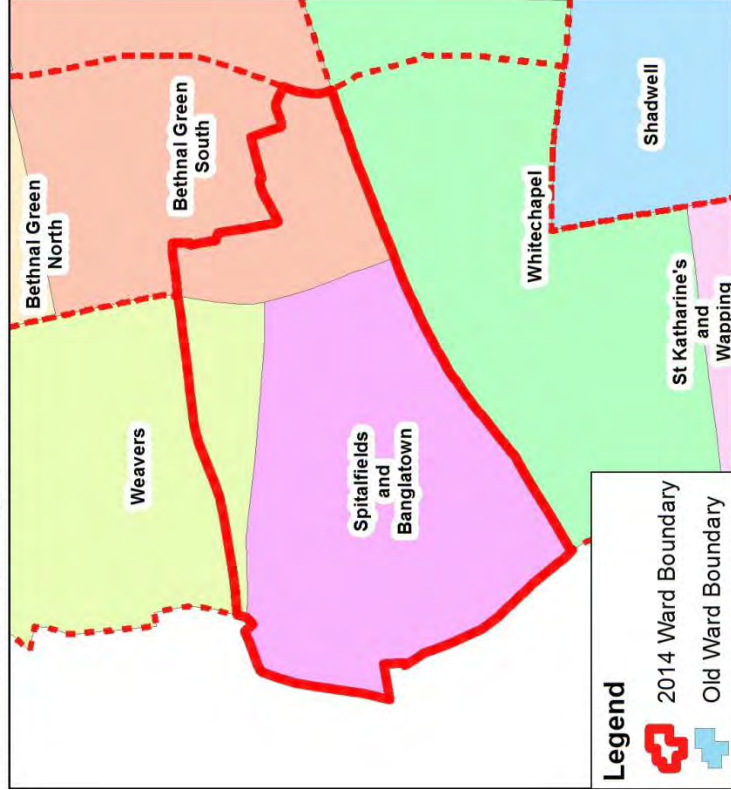 Bethnal Green
North
Bethnal Green
South
Weavers
Spitalfields
and
Banglatown
Whitechapel
Shadwell
St Katharine's
and
Wapping
Legend
2014 Ward Boundary
Old Ward Boundary